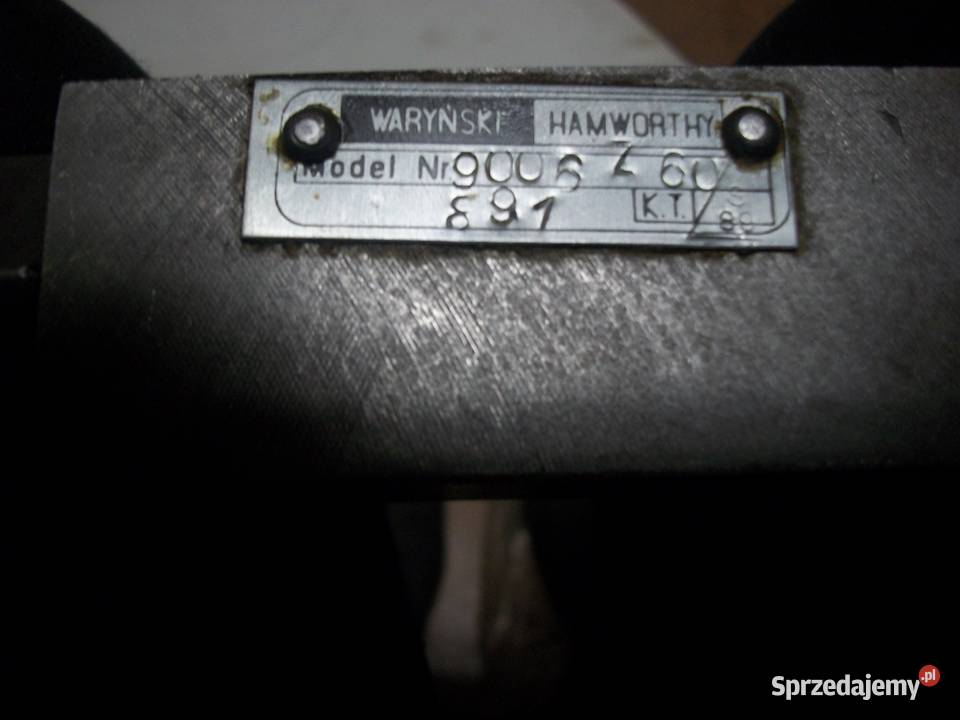 WARYŃSKI HAMWORTHY
Model Nr. 9006 Z 60/
891 K.T.
Sprzedajemy.pl